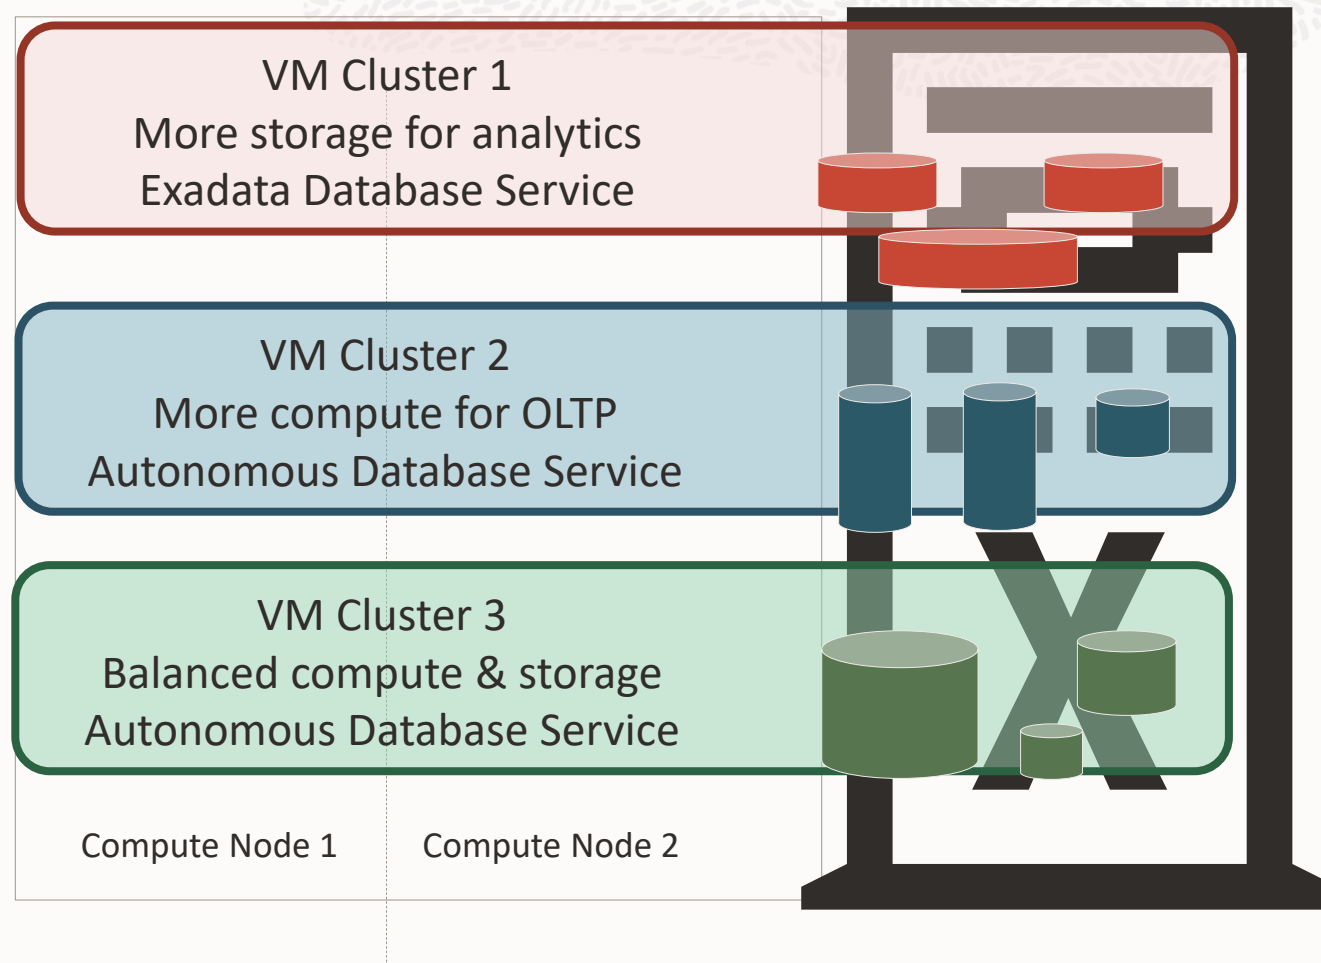 VM Cluster 1
More storage for analytics
Exadata Database Service
VM Cluster 2
More compute for OLTP
Autonomous Database Service
VM Cluster 3
Balanced compute & storage
Autonomous Database Service
Compute Node 1
Compute Node 2